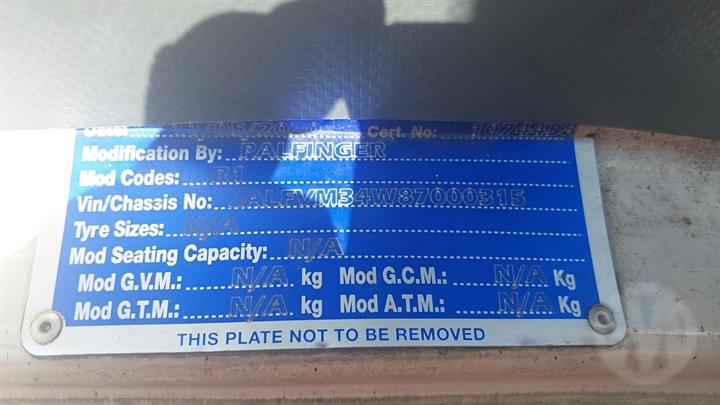 Date: Cert. No:
Modification By: PALFINGER
Mod Codes: R1
Vin/Chassis No: JALFVM34W87000315
Tyre Sizes: N/A
Mod Seating Capacity: N/A
Mod G.V.M.: N/A kg Mod G.C.M.: N/A Kg
Mod G.T.M.: N/A kg Mod A.T.M.: N/A Kg
THIS PLATE NOT TO BE REMOVED